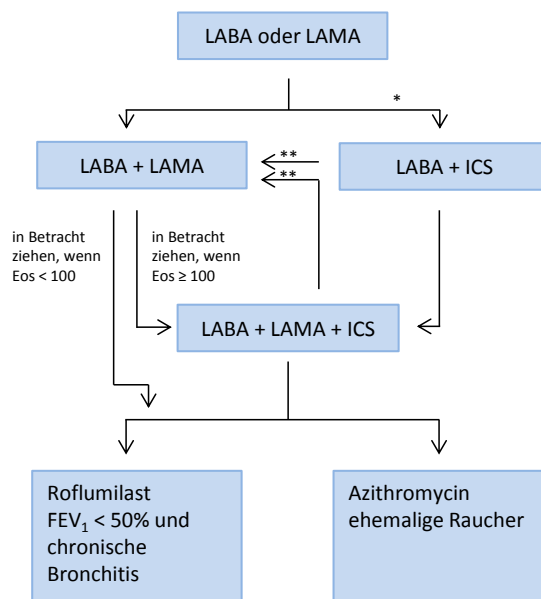 LABA oder LAMA
*
LABA + LAMA
**
**
LABA + ICS
in Betracht
ziehen, wenn
Eos < 100
in Betracht
ziehen, wenn
Eos ≥ 100
LABA + LAMA + ICS
Roflumilast
FEV₁ < 50% und
chronische
Bronchitis
Azithromycin
ehemalige Raucher